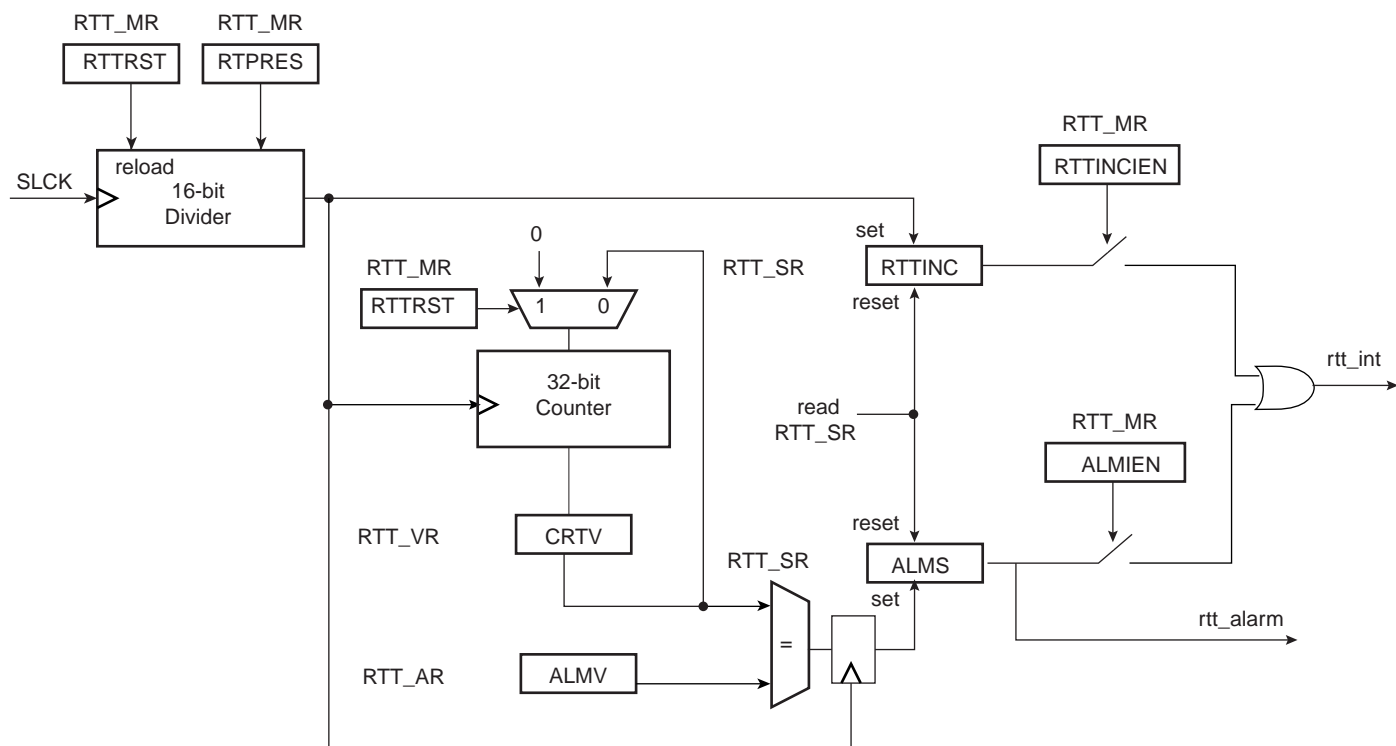 RTT_MR
RTT_MR
RTTRST
RTPRES
RTT_MR
reload
RTTINCIEN
SLCK
16-bit
Divider
0
set
RTT_MR
RTT_SR
RTTINC
RTTRST
1
0
reset
rtt_int
32-bit
Counter
read
RTT_SR
RTT_MR
ALMIEN
reset
RTT_VR
CRTV
RTT_SR
ALMS
set
rtt_alarm
=
RTT_AR
ALMV